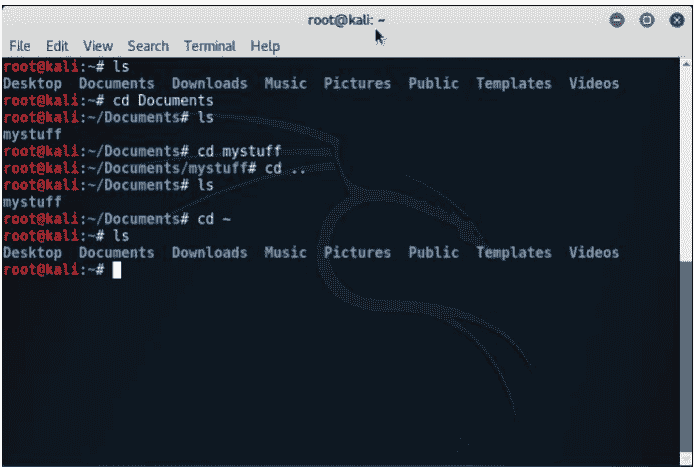 root@kali: ~
File Edit View Search Terminal Help
root@kali:~# ls
Desktop Documents Downloads Music Pictures Public Templates Videos
root@kali:~# cd Documents
root@kali:~/Documents# ls
mystuff
root@kali:~/Documents# cd mystuff
root@kali:~/Documents/mystuff# cd ..
root@kali:~/Documents# ls
mystuff
root@kali:~/Documents# cd ~
root@kali:~# ls
Desktop Documents Downloads Music Pictures Public Templates Videos
root@kali:~#